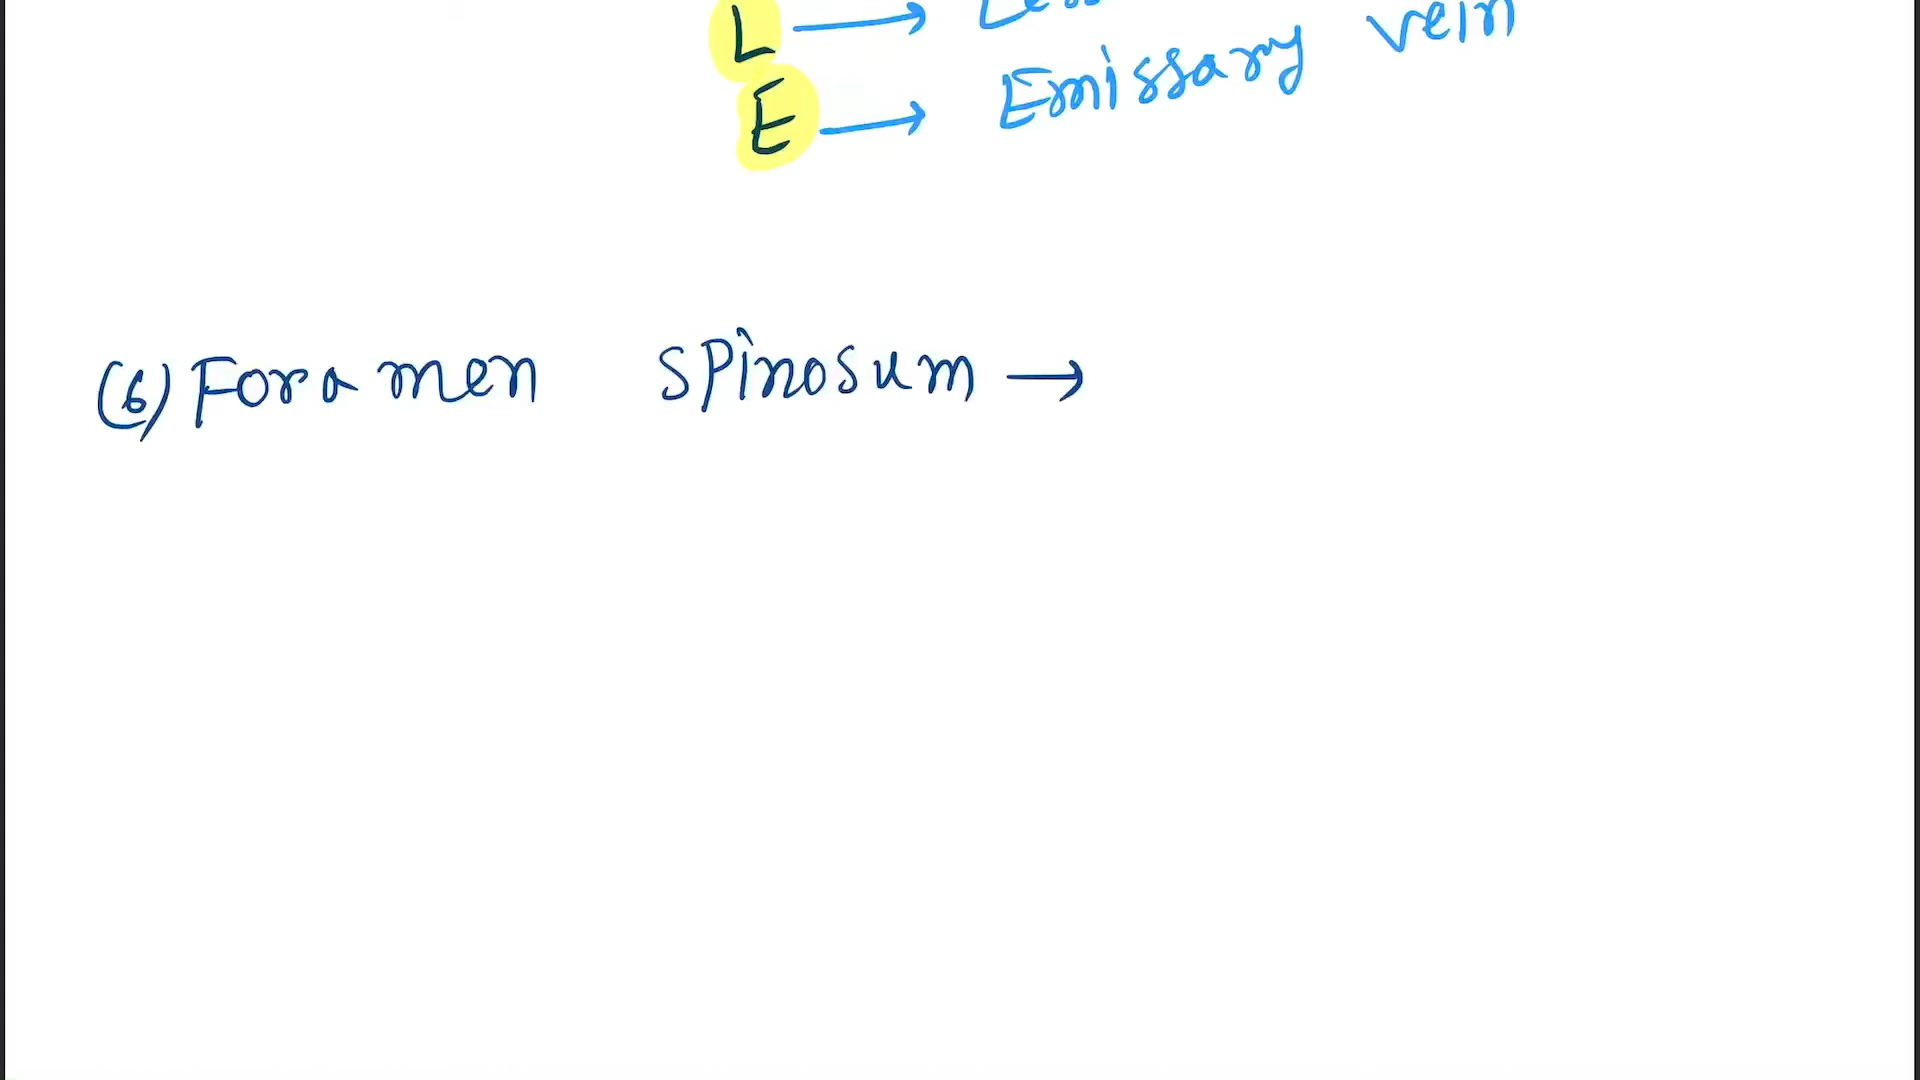 L →
E → Emissary vein
(6) Foramen spinosum →